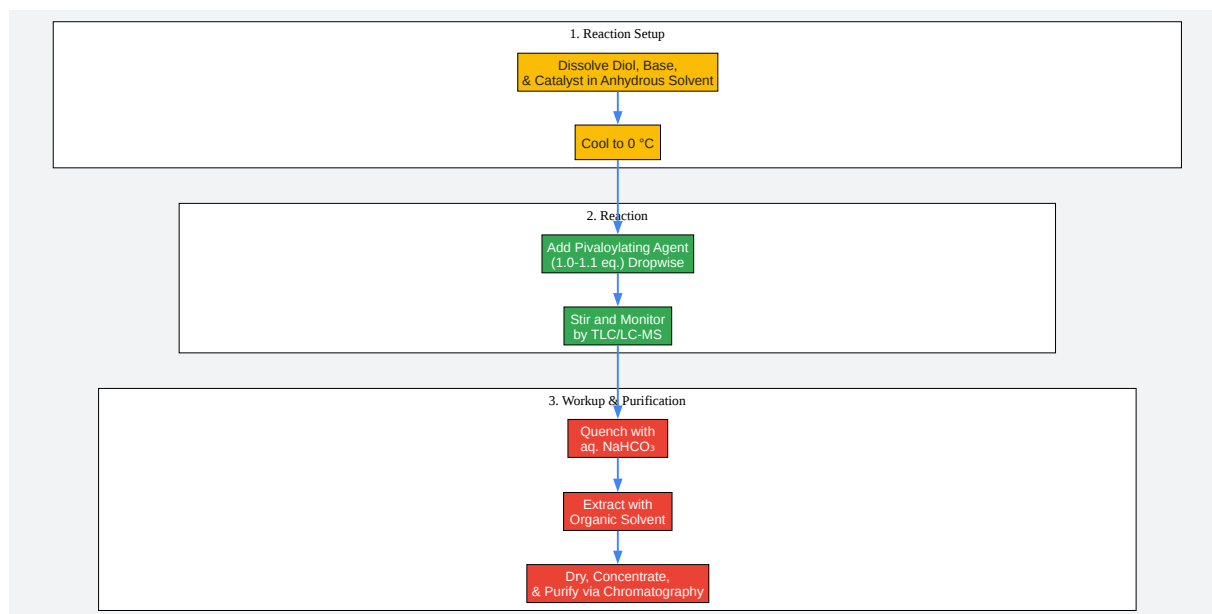 1. Reaction Setup
Dissolve Diol, Base,
& Catalyst in Anhydrous Solvent
Cool to 0 °C
2. Reaction
Add Pivaloylating Agent
(1.0-1.1 eq.) Dropwise
Stir and Monitor
by TLC/LC-MS
3. Workup & Purification
Quench with
aq. NaHCO₃
Extract with
Organic Solvent
Dry, Concentrate,
& Purify via Chromatography